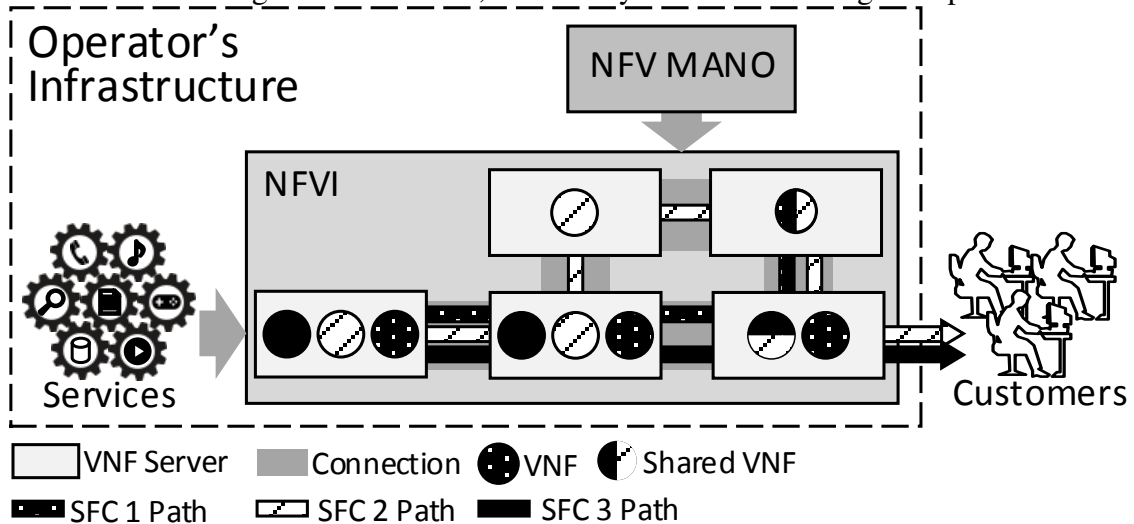 Operator's
Infrastructure
NFV MANO
NFVI
Services
Customers
VNF Server
Connection
VNF
Shared VNF
SFC 1 Path
SFC 2 Path
SFC 3 Path